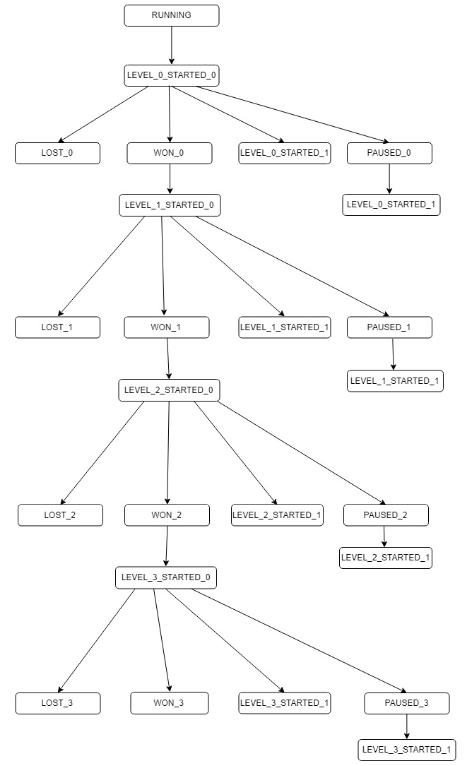 RUNNING
LEVEL_0_STARTED_0
LOST_0
WON_0
LEVEL_0_STARTED_1
PAUSED_0
LEVEL_1_STARTED_0
LEVEL_0_STARTED_1
LOST_1
WON_1
LEVEL_1_STARTED_1
PAUSED_1
LEVEL_1_STARTED_1
LEVEL_2_STARTED_0
LOST_2
WON_2
LEVEL_2_STARTED_1
PAUSED_2
LEVEL_2_STARTED_1
LEVEL_3_STARTED_0
LOST_3
WON_3
LEVEL_3_STARTED_1
PAUSED_3
LEVEL_3_STARTED_1